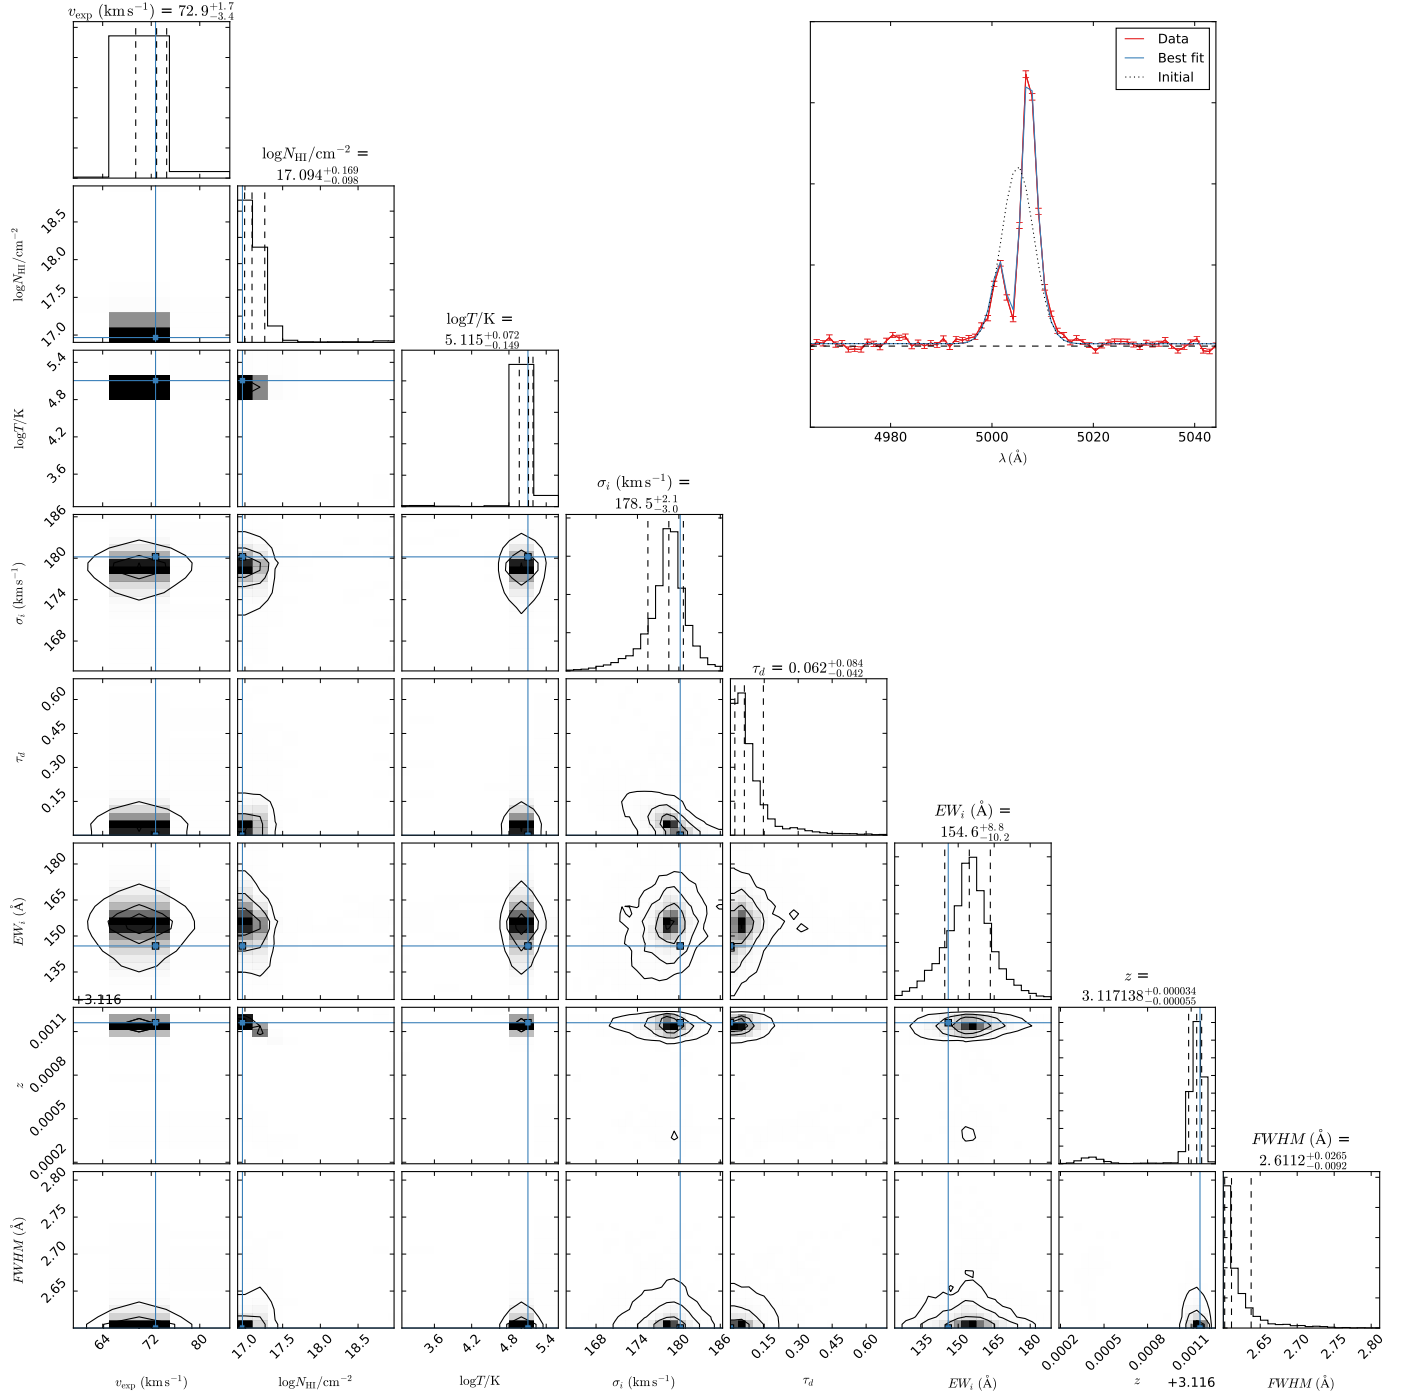 v_exp (km s⁻¹) = 72.9 +1.7 −3.4
Data
Best fit
Initial
logN_HI/cm⁻² =
17.094 +0.169 −0.098
18.5
18.0
17.5
17.0
logN_HI/cm⁻²
logT/K =
5.115 +0.072 −0.149
5.4
4.8
4.2
3.6
logT/K
4980 5000 5020 5040
λ (Å)
σ_i (km s⁻¹) =
178.5 +2.1 −3.0
186
180
174
168
σ_i (km s⁻¹)
τ_d = 0.062 +0.084 −0.042
0.60
0.45
0.30
0.15
τ_d
EW_i (Å) =
154.6 +8.8 −10.2
180
165
150
135
EW_i (Å)
z =
3.117138 +0.000034 −0.000055
+3.116
0.0011
0.0008
0.0005
0.0002
z
FWHM (Å) =
2.6112 +0.0265 −0.0092
2.80
2.75
2.70
2.65
FWHM (Å)
64 72 80 17.0 17.5 18.0 18.5 3.6 4.2 4.8 5.4 168 174 180 186 0.15 0.30 0.45 0.60 135 150 165 180 0.0002 0.0005 0.0008 0.0011 2.65 2.70 2.75 2.80
v_exp (km s⁻¹) logN_HI/cm⁻² logT/K σ_i (km s⁻¹) τ_d EW_i (Å) z +3.116 FWHM (Å)